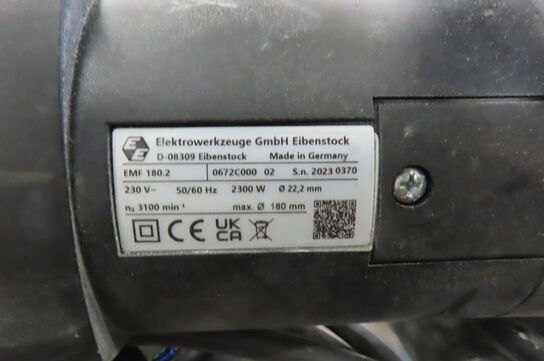 EE Elektrowerkzeuge GmbH Eibenstock
D-08309 Eibenstock Made in Germany
EMF 180.2 0672C000 02 S.n. 2023 0370
230 V~ 50/60 Hz 2300 W Ø 22,2 mm
n₀ 3100 min⁻¹ max. Ø 180 mm
CE UK CA